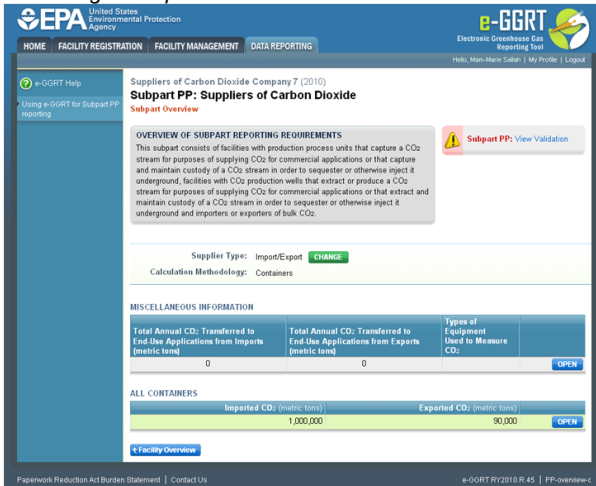 EPA United States
Environmental Protection
Agency
e-GGRT
Electronic Greenhouse Gas
Reporting Tool
HOME FACILITY REGISTRATION FACILITY MANAGEMENT DATA REPORTING
Hello, Mam-Marie Sallah | My Profile | Logout
e-GGRT Help
Using e-GGRT for Subpart PP
reporting
Suppliers of Carbon Dioxide Company 7 (2010)
Subpart PP: Suppliers of Carbon Dioxide
Subpart Overview
OVERVIEW OF SUBPART REPORTING REQUIREMENTS
This subpart consists of facilities with production process units that capture a CO2
stream for purposes of supplying CO2 for commercial applications or that capture
and maintain custody of a CO2 stream in order to sequester or otherwise inject it
underground, facilities with CO2 production wells that extract or produce a CO2
stream for purposes of supplying CO2 for commercial applications or that extract and
maintain custody of a CO2 stream in order to sequester or otherwise inject it
underground and importers or exporters of bulk CO2.
Subpart PP: View Validation
Supplier Type: Import/Export CHANGE
Calculation Methodology: Containers
MISCELLANEOUS INFORMATION
Total Annual CO2 Transferred to
End-Use Applications from Imports
(metric tons)
Total Annual CO2 Transferred to
End-Use Applications from Exports
(metric tons)
Types of
Equipment
Used to Measure
CO2
0 0 OPEN
ALL CONTAINERS
Imported CO2 (metric tons) Exported CO2 (metric tons)
1,000,000 90,000 OPEN
Facility Overview
Paperwork Reduction Act Burden Statement | Contact Us
e-GGRT RY2010.R.45 | PP-overview-c